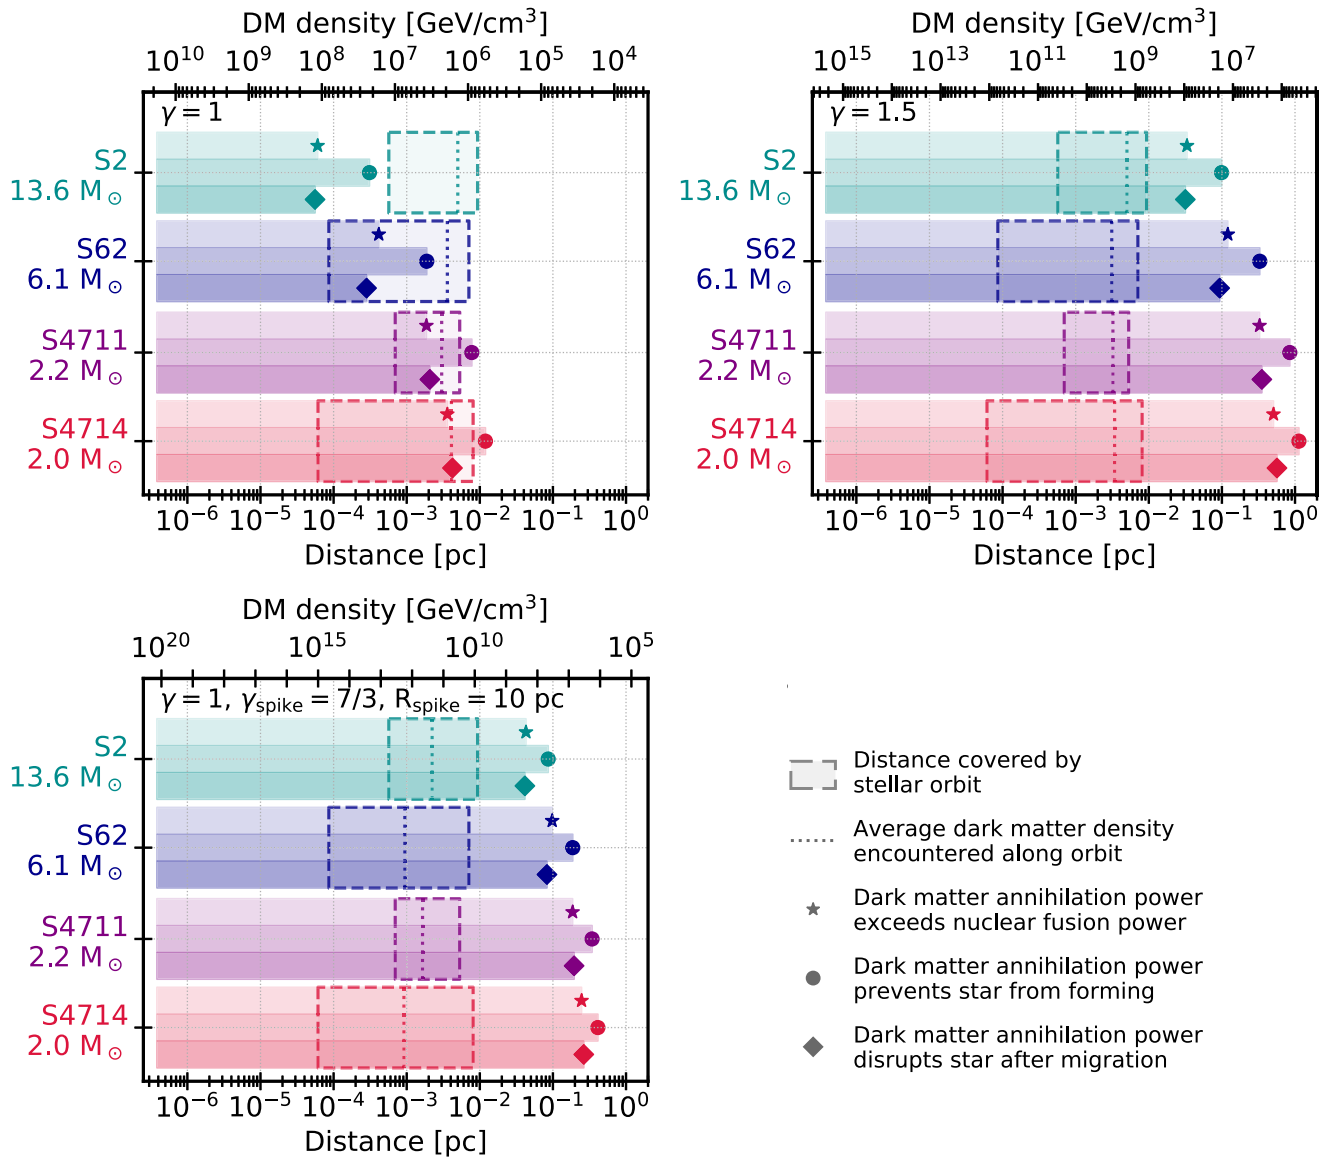 DM density [GeV/cm³]
10¹⁰ 10⁹ 10⁸ 10⁷ 10⁶ 10⁵ 10⁴
γ = 1
S2
13.6 M⊙
S62
6.1 M⊙
S4711
2.2 M⊙
S4714
2.0 M⊙
10⁻⁶ 10⁻⁵ 10⁻⁴ 10⁻³ 10⁻² 10⁻¹ 10⁰
Distance [pc]
DM density [GeV/cm³]
10¹⁵ 10¹³ 10¹¹ 10⁹ 10⁷
γ = 1.5
S2
13.6 M⊙
S62
6.1 M⊙
S4711
2.2 M⊙
S4714
2.0 M⊙
10⁻⁶ 10⁻⁵ 10⁻⁴ 10⁻³ 10⁻² 10⁻¹ 10⁰
Distance [pc]
DM density [GeV/cm³]
10²⁰ 10¹⁵ 10¹⁰ 10⁵
γ = 1, γspike = 7/3, Rspike = 10 pc
S2
13.6 M⊙
S62
6.1 M⊙
S4711
2.2 M⊙
S4714
2.0 M⊙
10⁻⁶ 10⁻⁵ 10⁻⁴ 10⁻³ 10⁻² 10⁻¹ 10⁰
Distance [pc]
Distance covered by
stellar orbit
Average dark matter density
encountered along orbit
Dark matter annihilation power
exceeds nuclear fusion power
Dark matter annihilation power
prevents star from forming
Dark matter annihilation power
disrupts star after migration